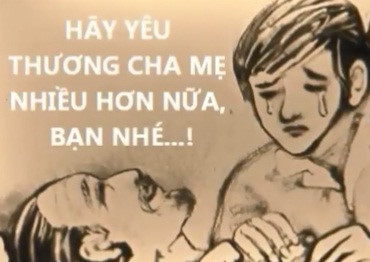 HÃY YÊU
THƯƠNG CHA MẸ
NHIỀU HƠN NỮA,
BẠN NHÉ...!